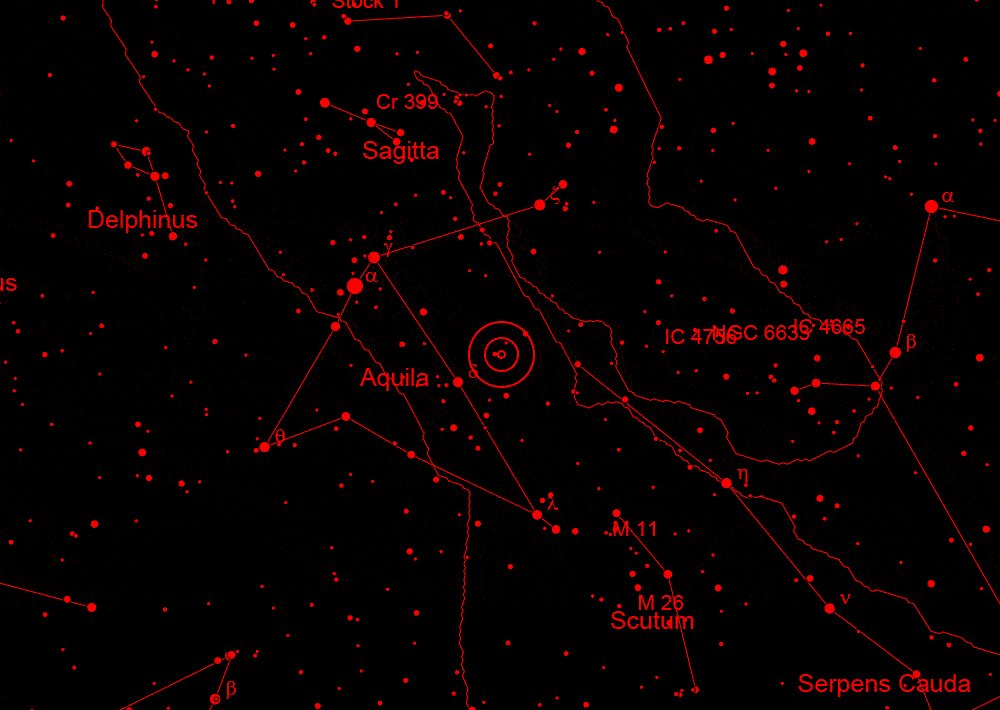 Stock 1
Cr 399
Sagitta
ζ
α
Delphinus
γ
α
us
IC 4756
NGC 6633
IC 4665
β
Aquila
δ
θ
η
λ
M 11
M 26
ν
Scutum
Serpens Cauda
β